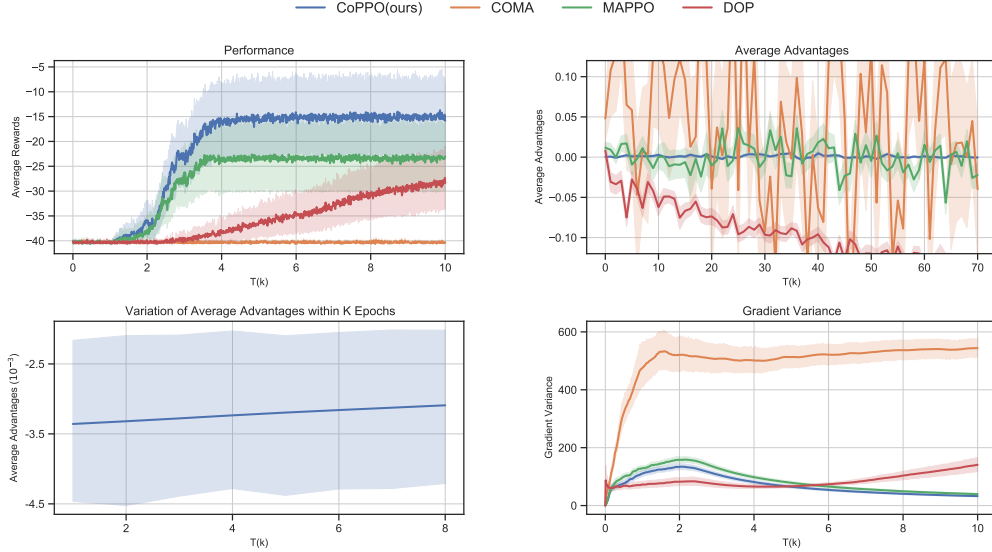 CoPPO(ours) COMA MAPPO DOP
Performance
Average Rewards
−5
−10
−15
−20
−25
−30
−35
−40
0 2 4 6 8 10
T(k)
Average Advantages
Average Advantages
0.10
0.05
0.00
−0.05
−0.10
0 10 20 30 40 50 60 70
T(k)
Variation of Average Advantages within K Epochs
Average Advantages (10⁻³)
-2.5
-3.5
-4.5
2 4 6 8
T(k)
Gradient Variance
Gradient Variance
600
400
200
0
0 2 4 6 8 10
T(k)